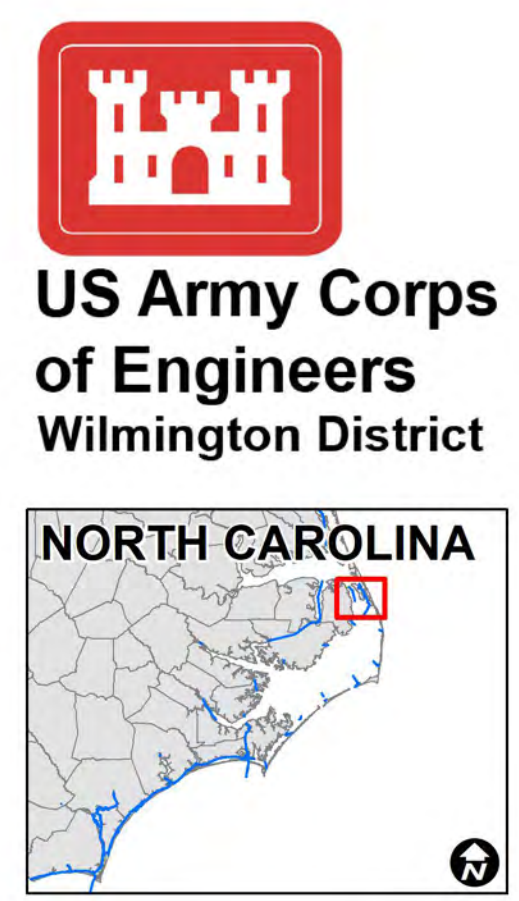 US Army Corps
of Engineers
Wilmington District
NORTH CAROLINA
N